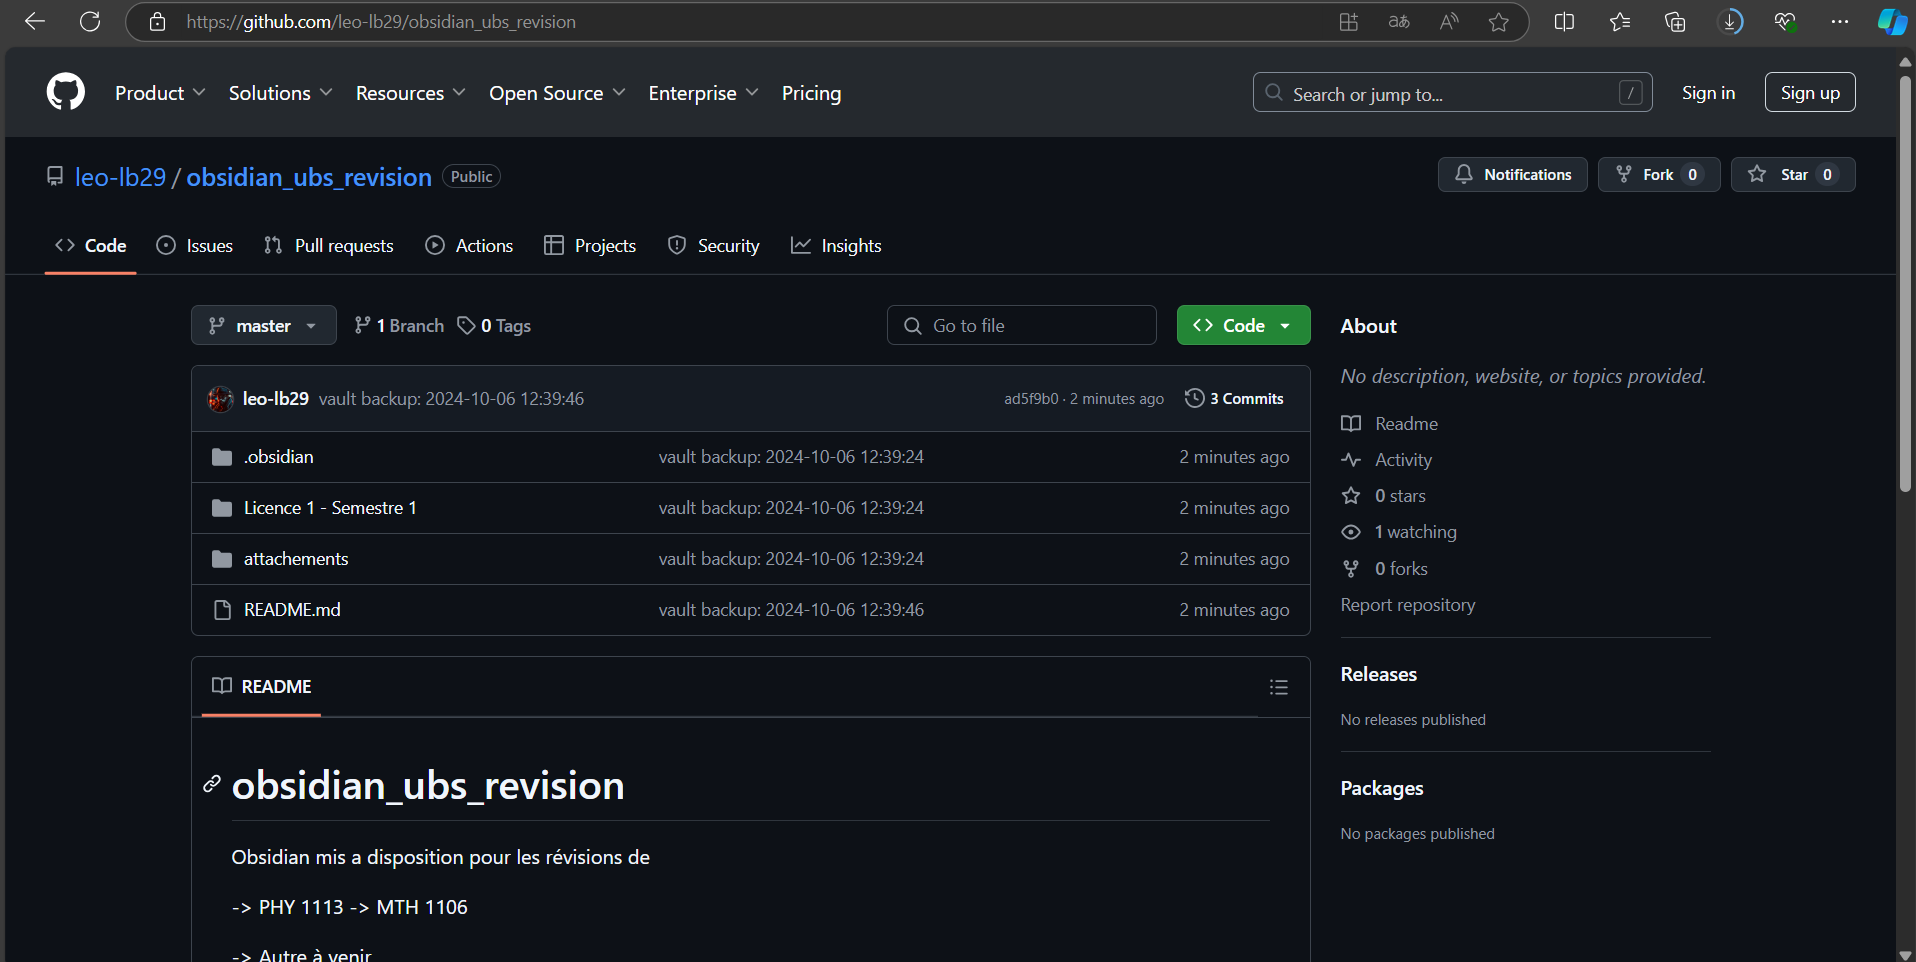 https://github.com/leo-lb29/obsidian_ubs_revision
Product Solutions Resources Open Source Enterprise Pricing Search or jump to... / Sign in Sign up
leo-lb29 / obsidian_ubs_revision Public Notifications Fork 0 Star 0
Code Issues Pull requests Actions Projects Security Insights
master 1 Branch 0 Tags Go to file Code
About
No description, website, or topics provided.
leo-lb29 vault backup: 2024-10-06 12:39:46 ad5f9b0 · 2 minutes ago 3 Commits
.obsidian vault backup: 2024-10-06 12:39:24 2 minutes ago
Licence 1 - Semestre 1 vault backup: 2024-10-06 12:39:24 2 minutes ago
attachements vault backup: 2024-10-06 12:39:24 2 minutes ago
README.md vault backup: 2024-10-06 12:39:46 2 minutes ago
Readme
Activity
0 stars
1 watching
0 forks
Report repository
Releases
No releases published
Packages
No packages published
README
obsidian_ubs_revision
Obsidian mis a disposition pour les révisions de
-> PHY 1113 -> MTH 1106
-> Autre à venir